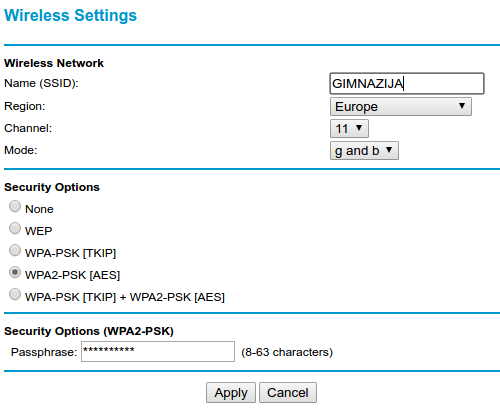 Wireless Settings
Wireless Network
Name (SSID): GIMNAZIJA
Region: Europe
Channel: 11
Mode: g and b
Security Options
None
WEP
WPA-PSK [TKIP]
WPA2-PSK [AES]
WPA-PSK [TKIP] + WPA2-PSK [AES]
Security Options (WPA2-PSK)
Passphrase: ********** (8-63 characters)
Apply Cancel